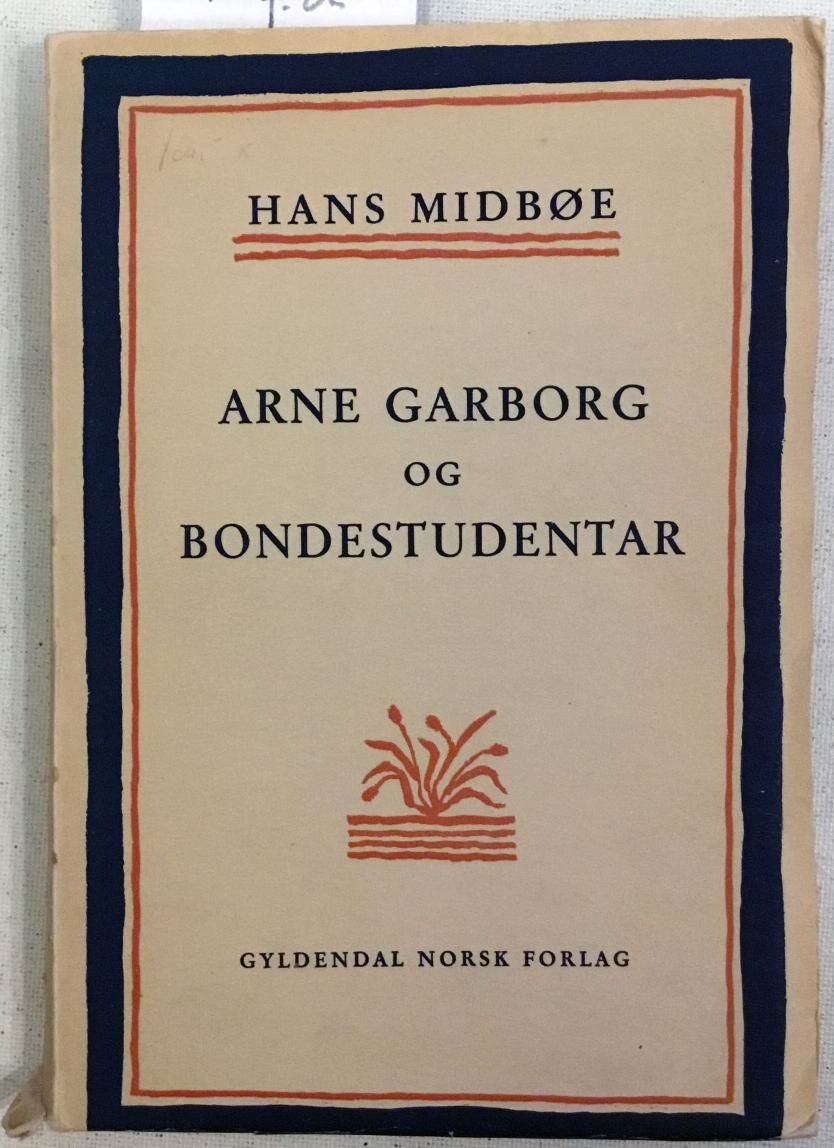 HANS MIDBØE
ARNE GARBORG
OG
BONDESTUDENTAR
GYLDENDAL NORSK FORLAG